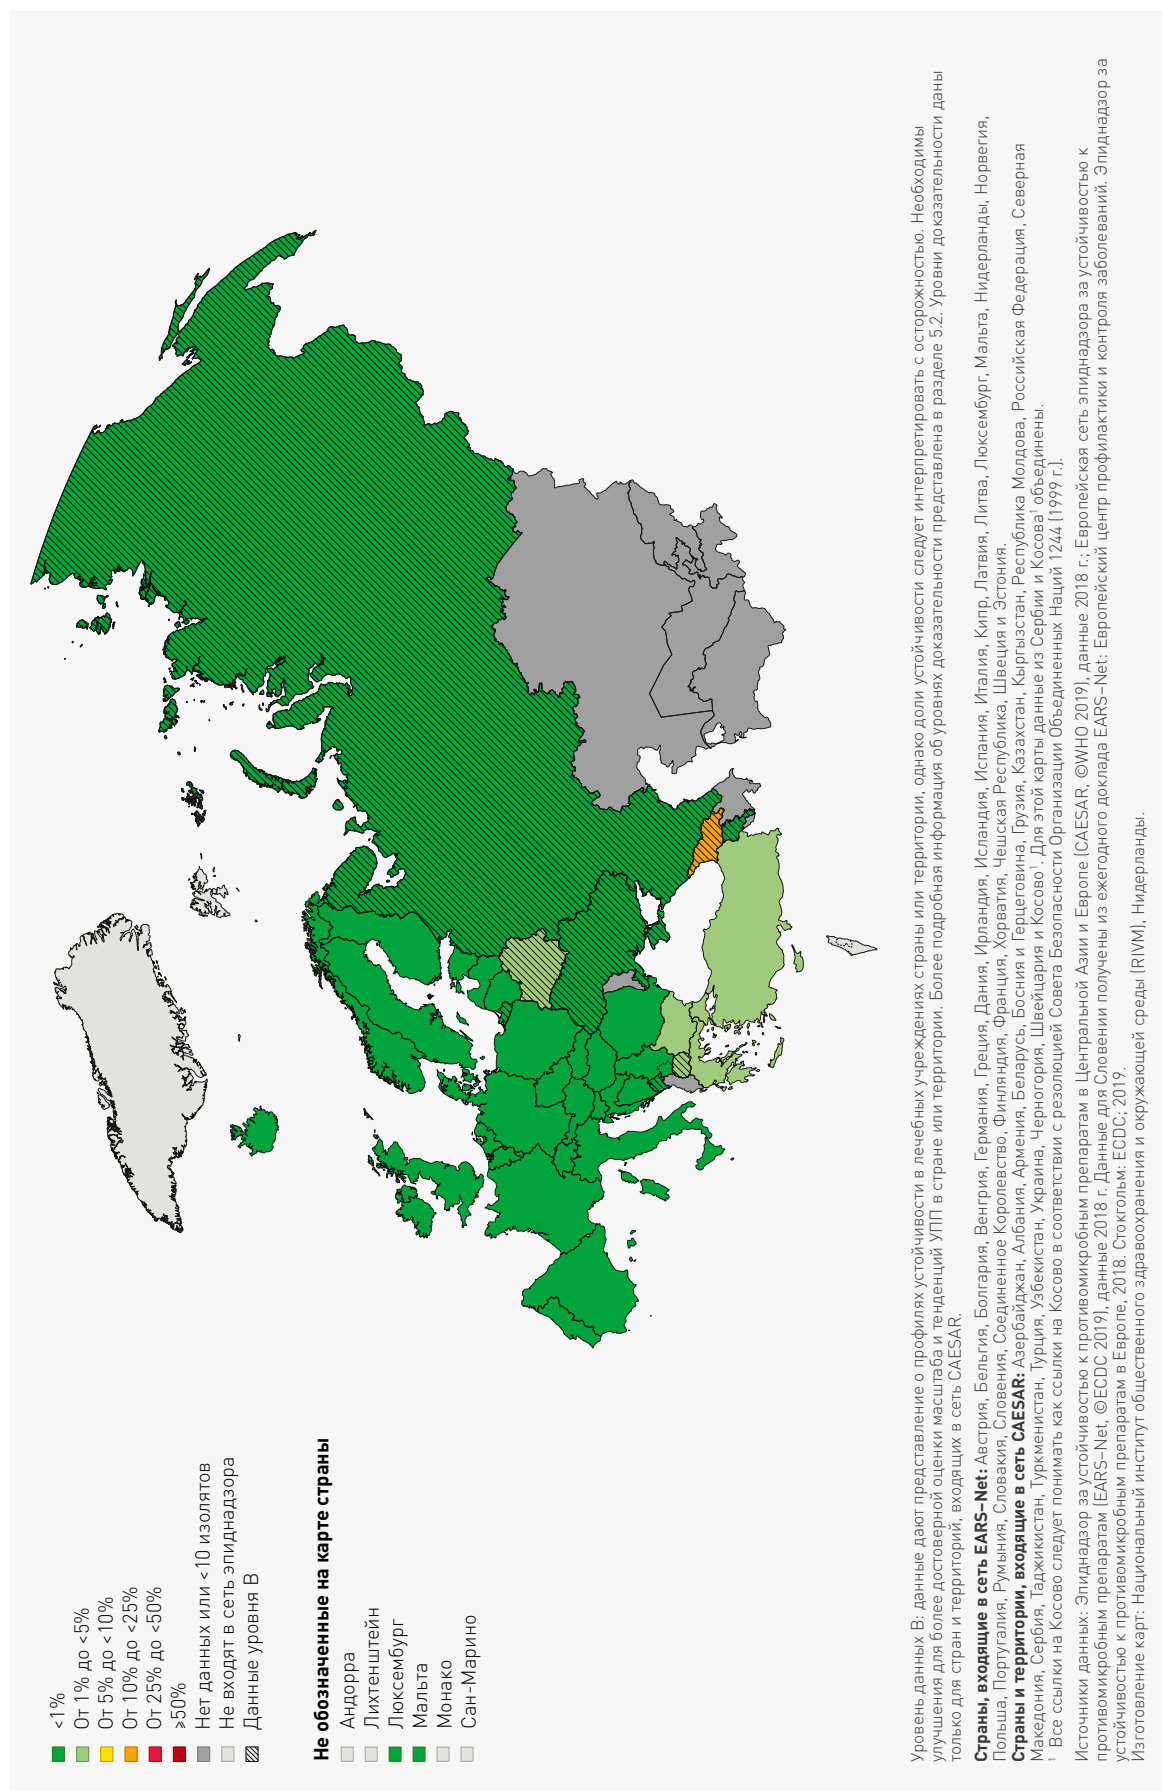 <1%
От 1% до <5%
От 5% до <10%
От 10% до <25%
От 25% до <50%
≥50%
Нет данных или <10 изолятов
Не входят в сеть эпиднадзора
Данные уровня B
Не обозначенные на карте страны
Андорра
Лихтенштейн
Люксембург
Мальта
Монако
Сан-Марино
Уровень данных B: данные дают представление о профилях устойчивости в лечебных учреждениях страны или территории, однако доли устойчивости следует интерпретировать с осторожностью. Необходимы
улучшения для более достоверной оценки масштаба и тенденций УПП в стране или территории. Более подробная информация об уровнях доказательности представлена в разделе 5.2. Уровни доказательности даны
только для стран и территорий, входящих в сеть CAESAR.
Страны, входящие в сеть EARS–Net: Австрия, Бельгия, Болгария, Венгрия, Германия, Греция, Дания, Ирландия, Исландия, Испания, Италия, Кипр, Латвия, Литва, Люксембург, Мальта, Нидерланды, Норвегия,
Польша, Португалия, Румыния, Словакия, Словения, Соединенное Королевство, Финляндия, Франция, Хорватия, Чешская Республика, Швеция и Эстония.
Страны и территории, входящие в сеть CAESAR: Азербайджан, Албания, Армения, Беларусь, Босния и Герцеговина, Грузия, Казахстан, Кыргызстан, Республика Молдова, Российская Федерация, Северная
Македония, Сербия, Таджикистан, Туркменистан, Турция, Узбекистан, Украина, Черногория, Швейцария и Косово¹. Для этой карты данные из Сербии и Косова¹ объединены.
¹ Все ссылки на Косово следует понимать как ссылки на Косово в соответствии с резолюцией Совета Безопасности Организации Объединенных Наций 1244 (1999 г.).
Источники данных: Эпиднадзор за устойчивостью к противомикробным препаратам в Центральной Азии и Европе (CAESAR, ©WHO 2019), данные 2018 г.; Европейская сеть эпиднадзора за устойчивостью к
противомикробным препаратам (EARS–Net, ©ECDC 2019), данные 2018 г. Данные для Словении получены из ежегодного доклада EARS–Net: Европейский центр профилактики и контроля заболеваний. Эпиднадзор за
устойчивостью к противомикробным препаратам в Европе, 2018. Стокгольм: ECDC; 2019.
Изготовление карт: Национальный институт общественного здравоохранения и окружающей среды (RIVM), Нидерланды.